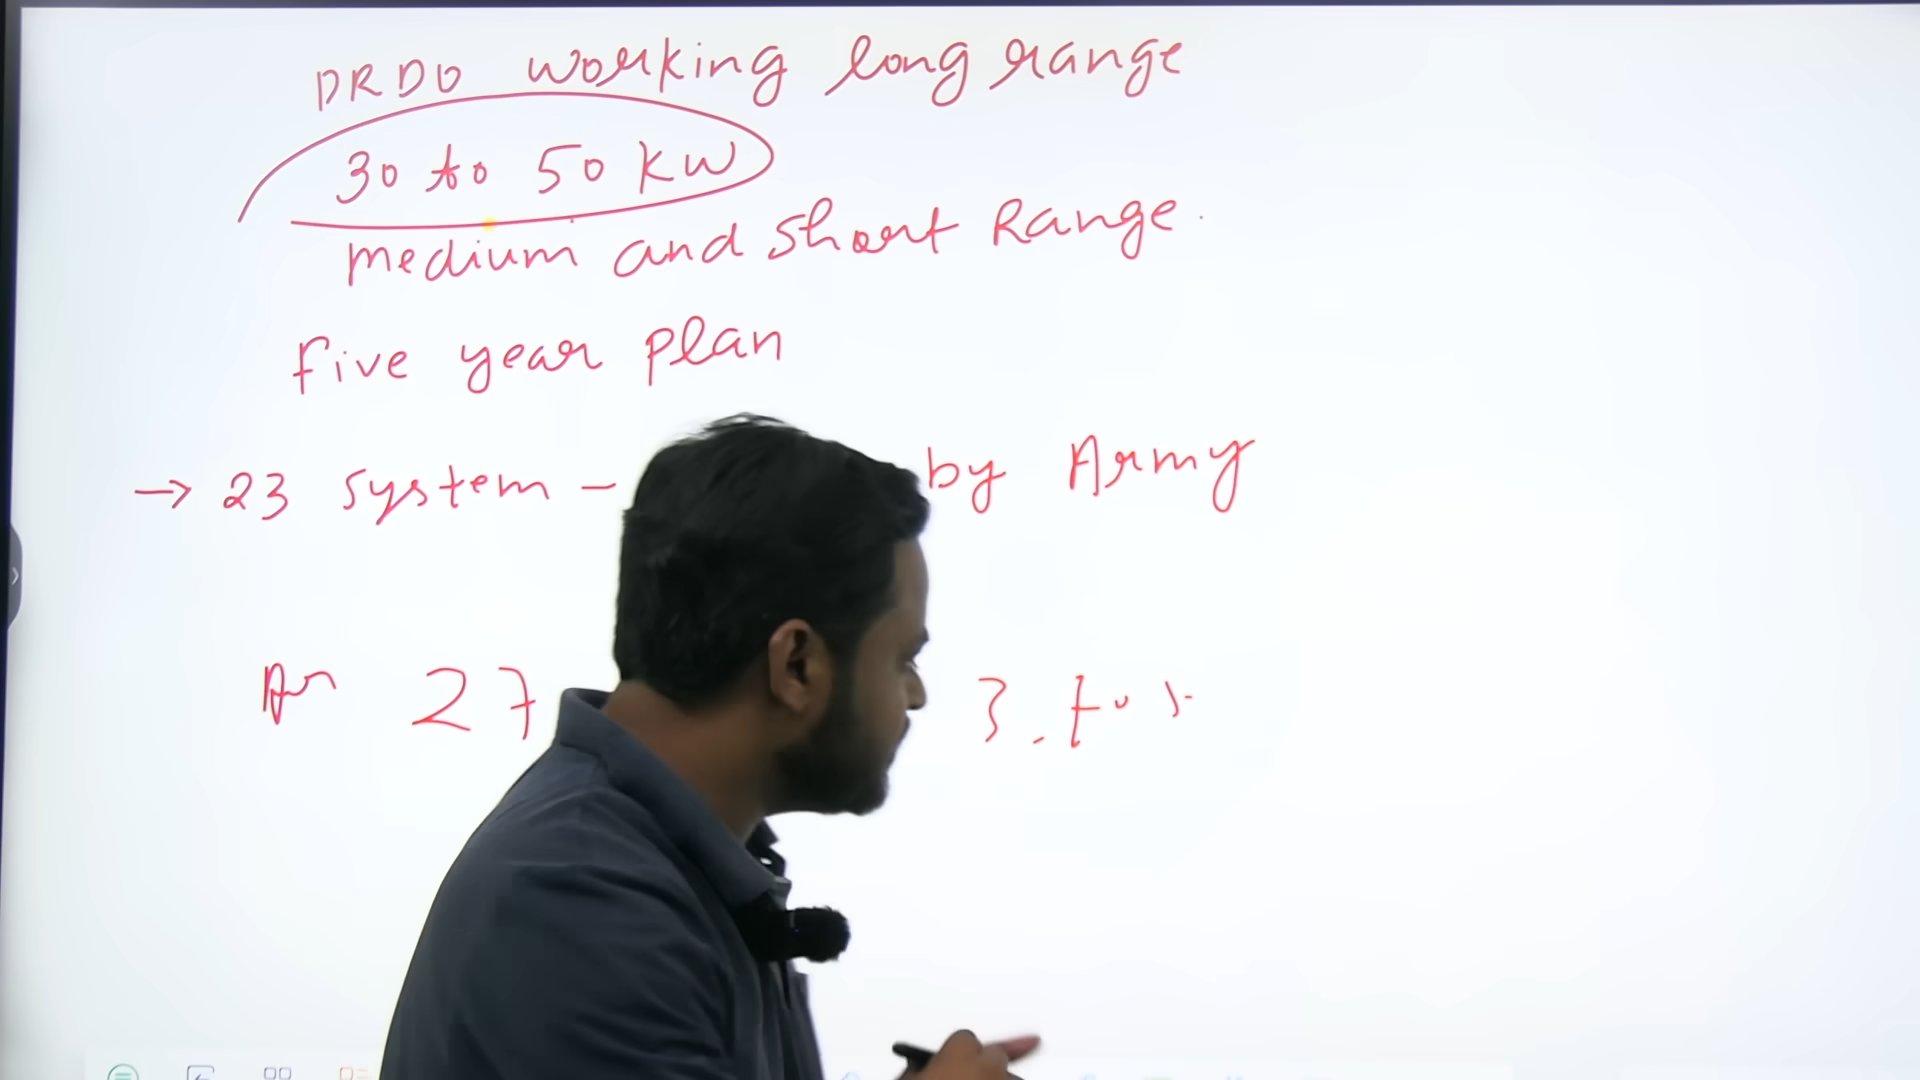 DRDO working long range
30 to 50 KW
medium and short Range.
Five year plan
→ 23 system - by Army
27 3.